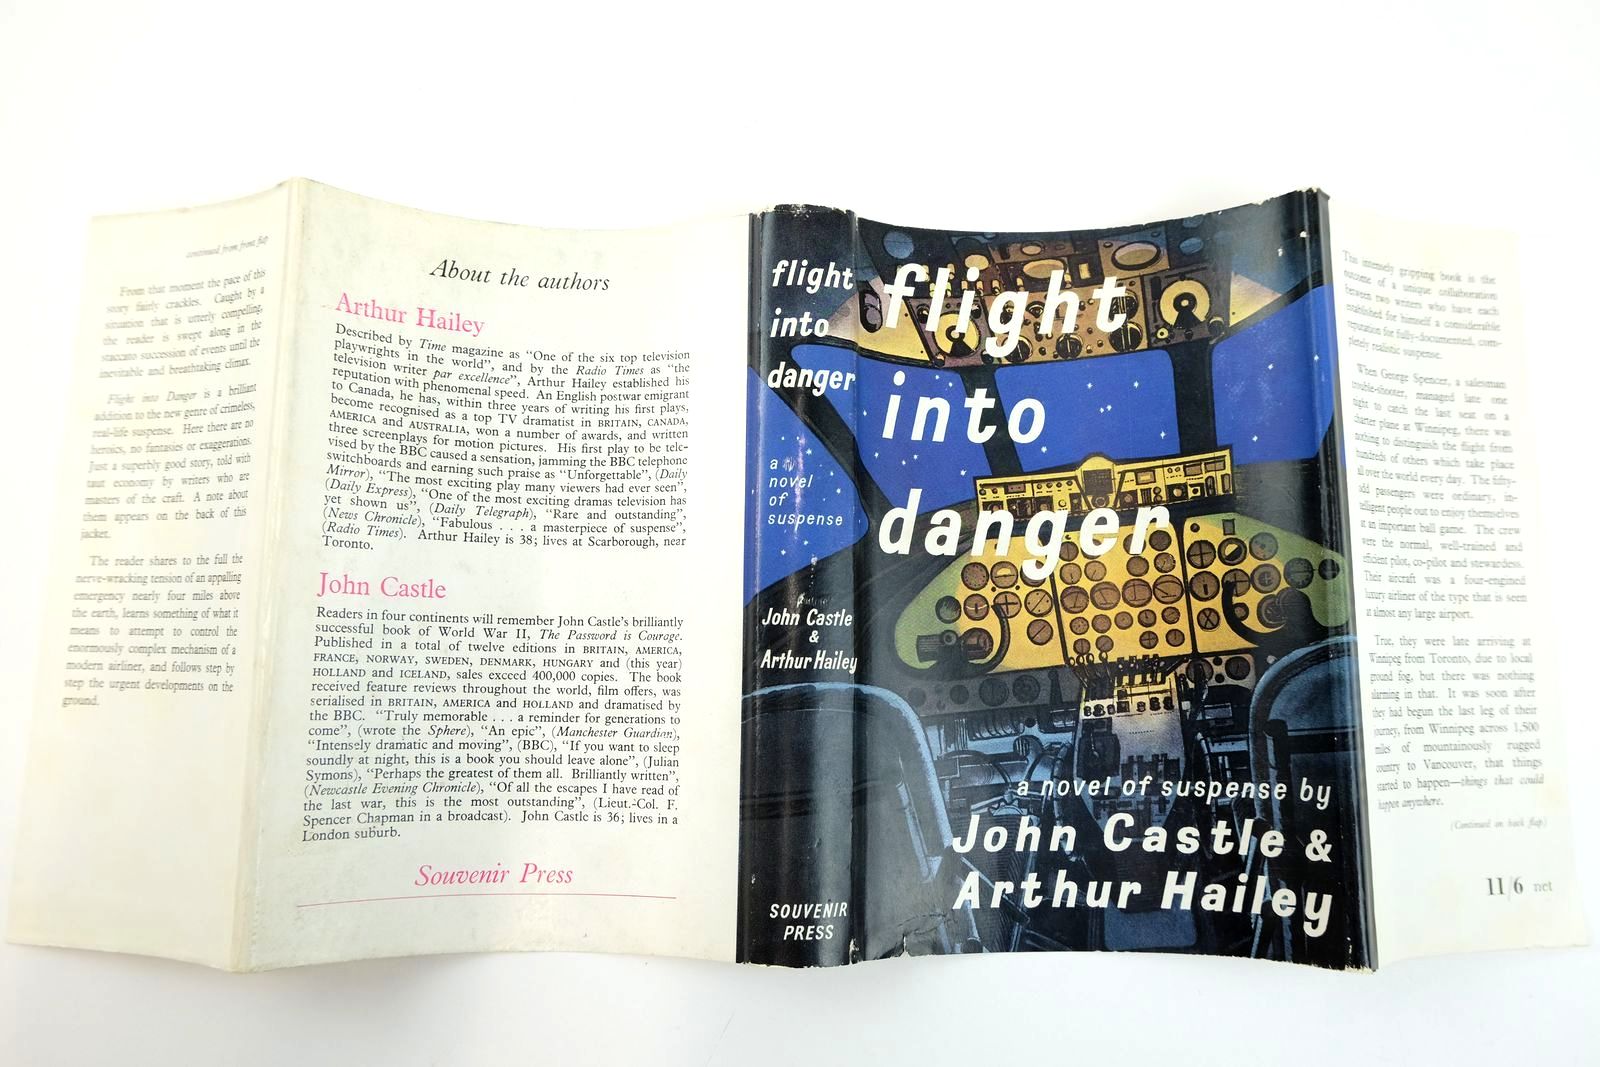 continued from front flap
From that moment the pace of this
story fairly crackles. Caught by a
situation that is utterly compelling,
the reader is swept along in the
staccato succession of events until the
inevitable and breathtaking climax.
Flight into Danger is a brilliant
addition to the new genre of crimeless,
real-life suspense. Here there are no
heroics, no fantasies or exaggerations.
Just a superbly good story, told with
taut economy by writers who are
masters of the craft. A note about
them appears on the back of this
jacket.
The reader shares to the full the
nerve-wracking tension of an appalling
emergency nearly four miles above
the earth, learns something of what it
means to attempt to control the
enormously complex mechanism of a
modern airliner, and follows step by
step the urgent developments on the
ground.
About the authors
Arthur Hailey
Described by Time magazine as "One of the six top television
playwrights in the world", and by the Radio Times as "the
television writer par excellence", Arthur Hailey established his
reputation with phenomenal speed. An English postwar emigrant
to Canada, he has, within three years of writing his first plays,
become recognised as a top TV dramatist in BRITAIN, CANADA,
AMERICA and AUSTRALIA, won a number of awards, and written
three screenplays for motion pictures. His first play to be tele-
vised by the BBC caused a sensation, jamming the BBC telephone
switchboards and earning such praise as "Unforgettable", (Daily
Mirror), "The most exciting play many viewers had ever seen",
(Daily Express), "One of the most exciting dramas television has
yet shown us", (Daily Telegraph), "Rare and outstanding",
(News Chronicle), "Fabulous . . . a masterpiece of suspense",
(Radio Times). Arthur Hailey is 38; lives at Scarborough, near
Toronto.
John Castle
Readers in four continents will remember John Castle's brilliantly
successful book of World War II, The Password is Courage.
Published in a total of twelve editions in BRITAIN, AMERICA,
FRANCE, NORWAY, SWEDEN, DENMARK, HUNGARY and (this year)
HOLLAND and ICELAND, sales exceed 400,000 copies. The book
received feature reviews throughout the world, film offers, was
serialised in BRITAIN, AMERICA and HOLLAND and dramatised by
the BBC. "Truly memorable . . . a reminder for generations to
come", (wrote the Sphere), "An epic", (Manchester Guardian),
"Intensely dramatic and moving", (BBC), "If you want to sleep
soundly at night, this is a book you should leave alone", (Julian
Symons), "Perhaps the greatest of them all. Brilliantly written",
(Newcastle Evening Chronicle), "Of all the escapes I have read of
the last war, this is the most outstanding", (Lieut.-Col. F.
Spencer Chapman in a broadcast). John Castle is 36; lives in a
London suburb.
Souvenir Press
flight
into
danger
a
novel
of
suspense
John Castle
&
Arthur Hailey
SOUVENIR
PRESS
flight
into
danger
a novel of suspense by
John Castle &
Arthur Hailey
This intensely gripping book is the
outcome of a unique collaboration
between two writers who have each
established for himself a considerable
reputation for fully-documented, com-
pletely realistic suspense.
When George Spencer, a salesman
trouble-shooter, managed late one
night to catch the last seat on a
charter plane at Winnipeg, there was
nothing to distinguish the flight from
hundreds of others which take place
all over the world every day. The fifty-
odd passengers were ordinary, in-
telligent people out to enjoy themselves
at an important ball game. The crew
were the normal, well-trained and
efficient pilot, co-pilot and stewardess.
Their aircraft was a four-engined
luxury airliner of the type that is seen
at almost any large airport.
True, they were late arriving at
Winnipeg from Toronto, due to local
ground fog, but there was nothing
alarming in that. It was soon after
they had begun the last leg of their
journey, from Winnipeg across 1,500
miles of mountainously rugged
country to Vancouver, that things
started to happen—things that could
happen anywhere.
(Continued on back flap)
11/6 net